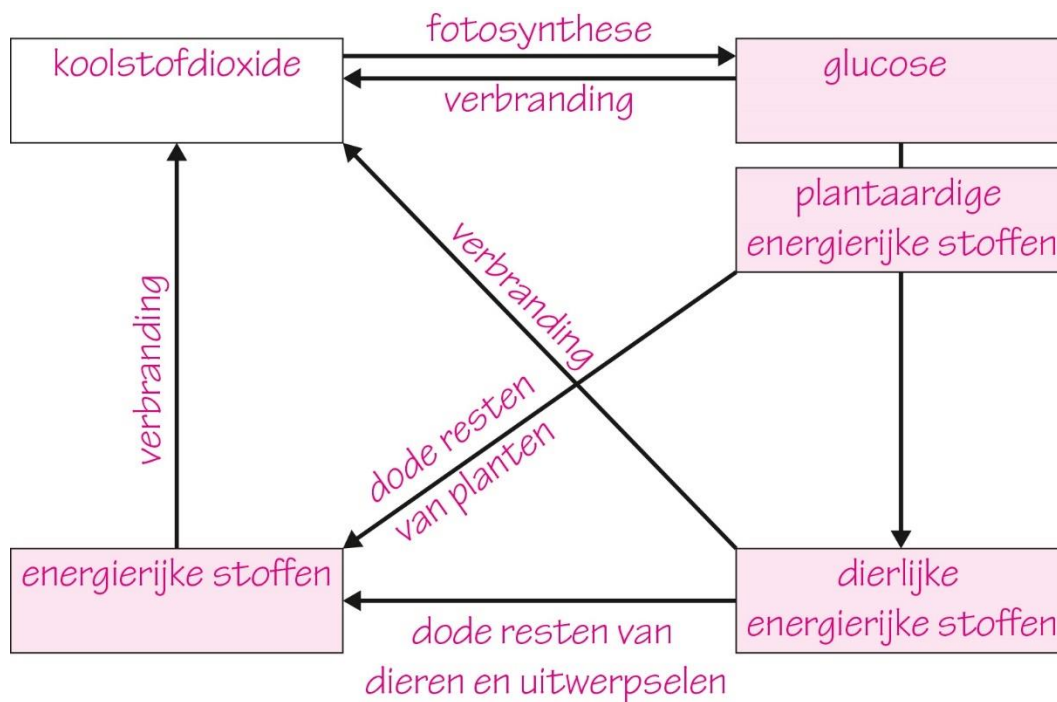 fotosynthese
koolstofdioxide
glucose
verbranding
plantaardige
energierijke stoffen
verbranding
verbranding
dode resten
van planten
energierijke stoffen
dierlijke
energierijke stoffen
dode resten van
dieren en uitwerpselen